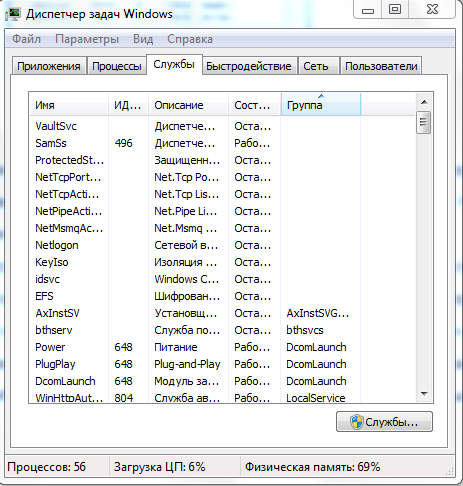 Диспетчер задач Windows
Файл Параметры Вид Справка
Приложения Процессы Службы Быстродействие Сеть Пользователи
Имя ИД... Описание Сост... Группа
VaultSvc Диспетче... Оста...
SamSs 496 Диспетче... Рабо...
ProtectedSt... Защищенн... Оста...
NetTcpPort... Net.Tcp Po... Оста...
NetTcpActi... Net.Tcp Lis... Оста...
NetPipeActi... Net.Pipe Li... Оста...
NetMsmqAc... Net.Msmq ... Оста...
Netlogon Сетевой в... Оста...
KeyIso Изоляция ... Оста...
idsvc Windows C... Оста...
EFS Шифрован... Оста...
AxInstSV Установщ... Оста... AxInstSVG...
bthserv Служба по... Оста... bthsvcs
Power 648 Питание Рабо... DcomLaunch
PlugPlay 648 Plug-and-Play Рабо... DcomLaunch
DcomLaunch 648 Модуль за... Рабо... DcomLaunch
WinHttpAut... 804 Служба ав... Рабо... LocalService
Службы...
Процессов: 56 Загрузка ЦП: 6% Физическая память: 69%